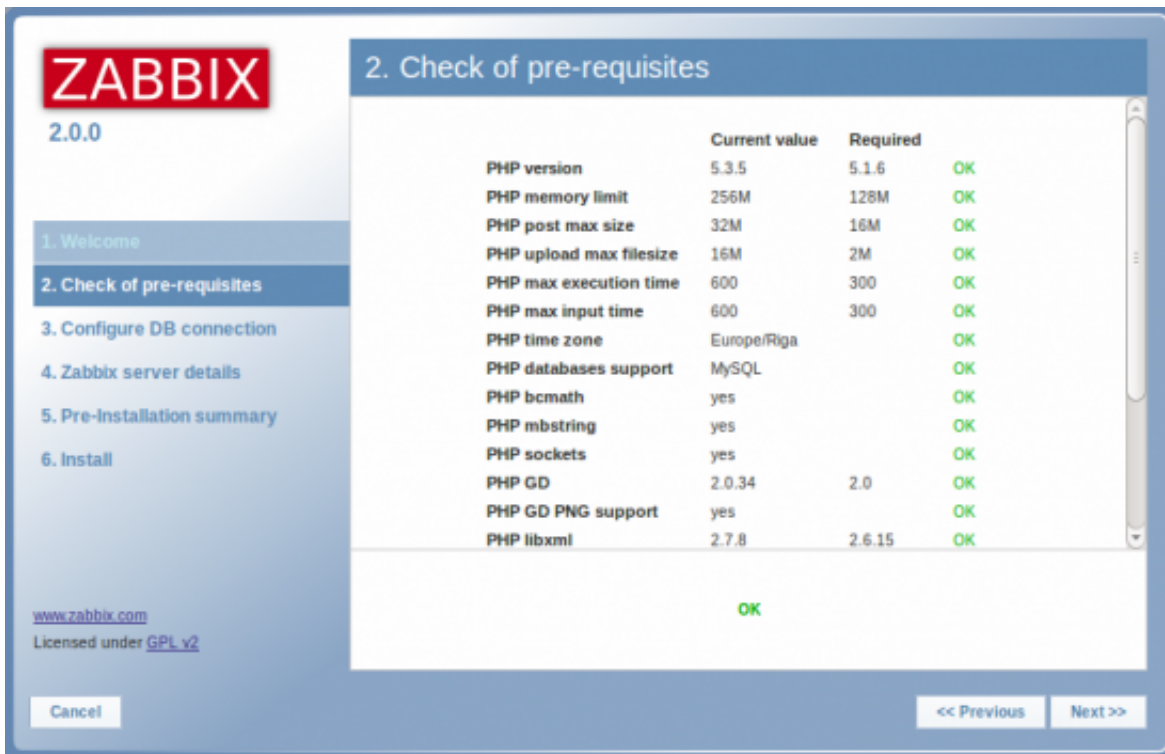 ZABBIX
2.0.0
1. Welcome
2. Check of pre-requisites
3. Configure DB connection
4. Zabbix server details
5. Pre-Installation summary
6. Install
www.zabbix.com
Licensed under GPL v2
2. Check of pre-requisites
Current value Required
PHP version 5.3.5 5.1.6 OK
PHP memory limit 256M 128M OK
PHP post max size 32M 16M OK
PHP upload max filesize 16M 2M OK
PHP max execution time 600 300 OK
PHP max input time 600 300 OK
PHP time zone Europe/Riga OK
PHP databases support MySQL OK
PHP bcmath yes OK
PHP mbstring yes OK
PHP sockets yes OK
PHP GD 2.0.34 2.0 OK
PHP GD PNG support yes OK
PHP libxml 2.7.8 2.6.15 OK
OK
Cancel << Previous Next >>